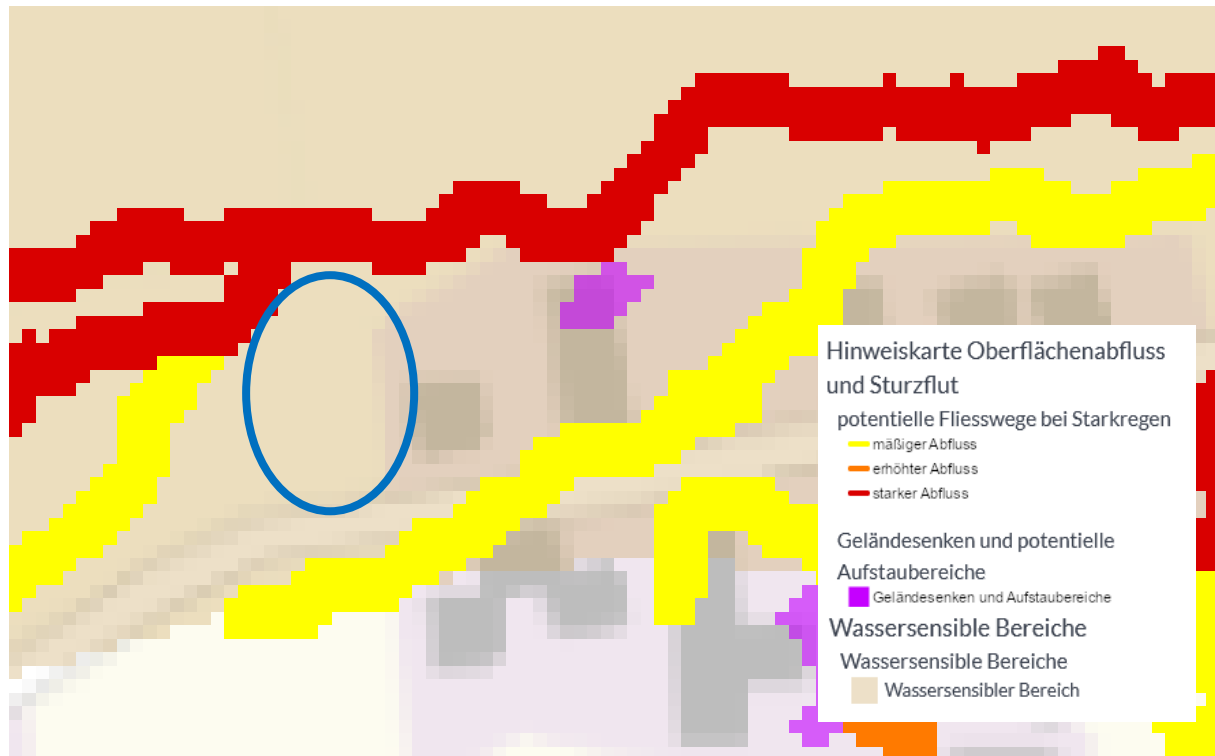 Hinweiskarte Oberflächenabfluss
und Sturzflut
potentielle Fliesswege bei Starkregen
mäßiger Abfluss
erhöhter Abfluss
starker Abfluss
Geländesenken und potentielle
Aufstaubereiche
Geländesenken und Aufstaubereiche
Wassersensible Bereiche
Wassersensible Bereiche
Wassersensibler Bereich